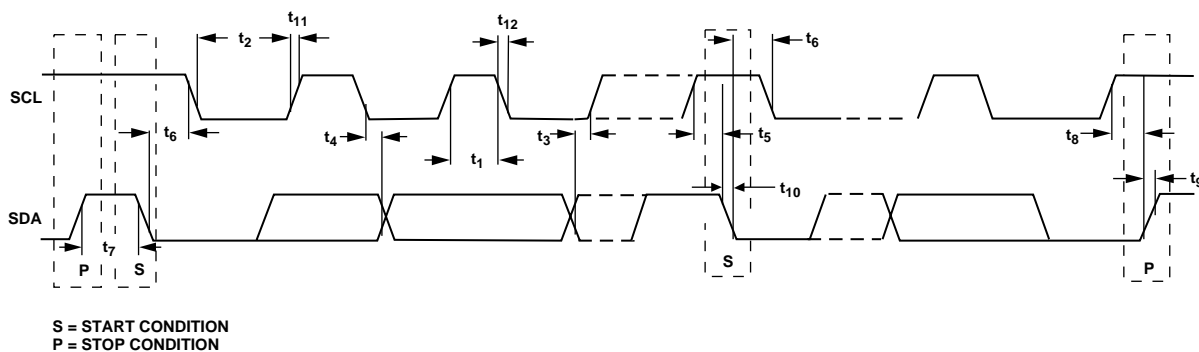 t11
t12
t2
t6
SCL
t6
t4
t3
t5
t8
t1
t9
t10
SDA
t7
P
S
S
P
S = START CONDITION
P = STOP CONDITION